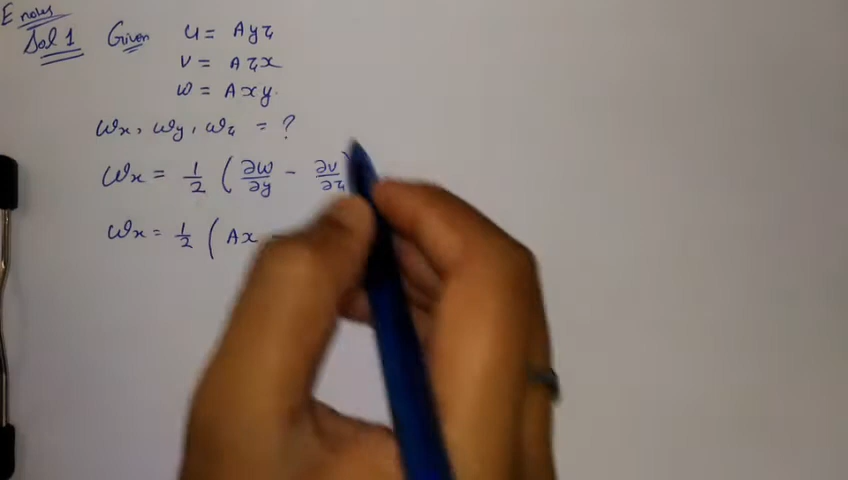 E notes
Sol 1 Given u = Ayz
v = Azx
w = Axy
ωx, ωy, ωz = ?
ωx = 1/2 ( ∂w/∂y - ∂v/∂z )
ωx = 1/2 ( Ax -